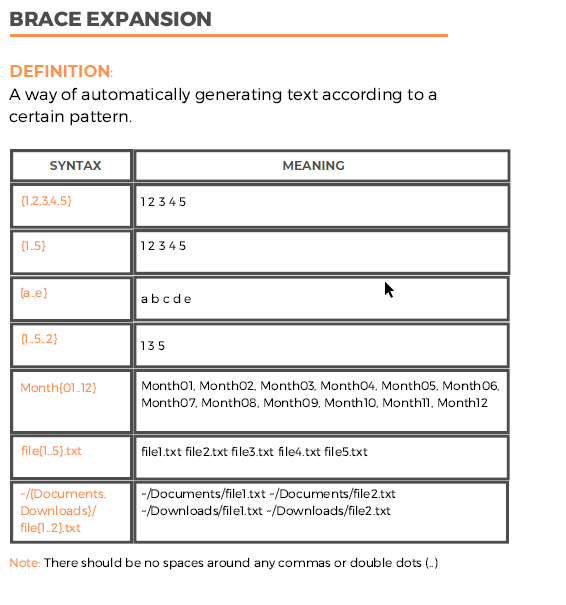 BRACE EXPANSION
DEFINITION:
A way of automatically generating text according to a
certain pattern.
SYNTAX MEANING
{1,2,3,4,5} 1 2 3 4 5
{1..5} 1 2 3 4 5
{a..e} a b c d e
{1..5..2} 1 3 5
Month{01..12} Month01, Month02, Month03, Month04, Month05, Month06,
Month07, Month08, Month09, Month10, Month11, Month12
file{1..5}.txt file1.txt file2.txt file3.txt file4.txt file5.txt
~/{Documents, ~/Documents/file1.txt ~/Documents/file2.txt
Downloads}/ ~/Downloads/file1.txt ~/Downloads/file2.txt
file{1..2}.txt
Note: There should be no spaces around any commas or double dots (..)